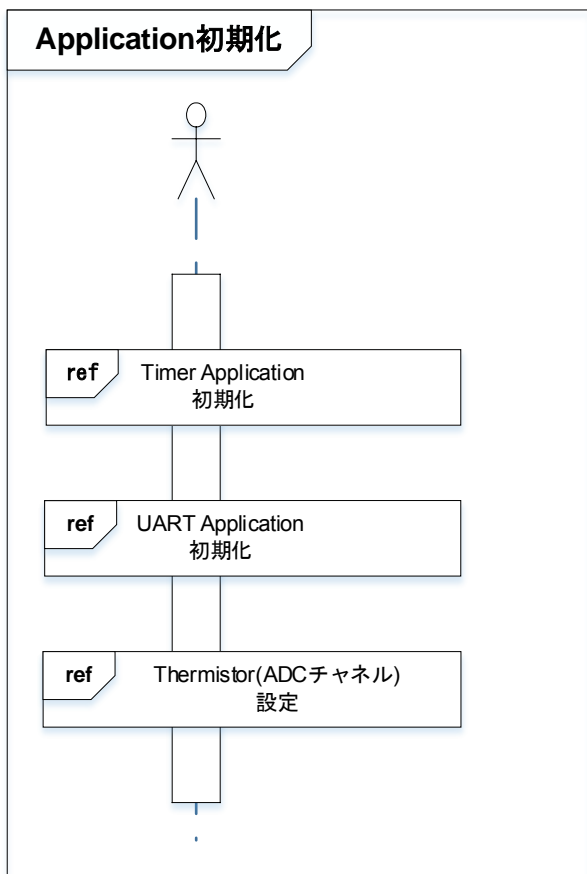 Application初期化
ref
Timer Application
初期化
ref
UART Application
初期化
ref
Thermistor(ADCチャネル)
設定